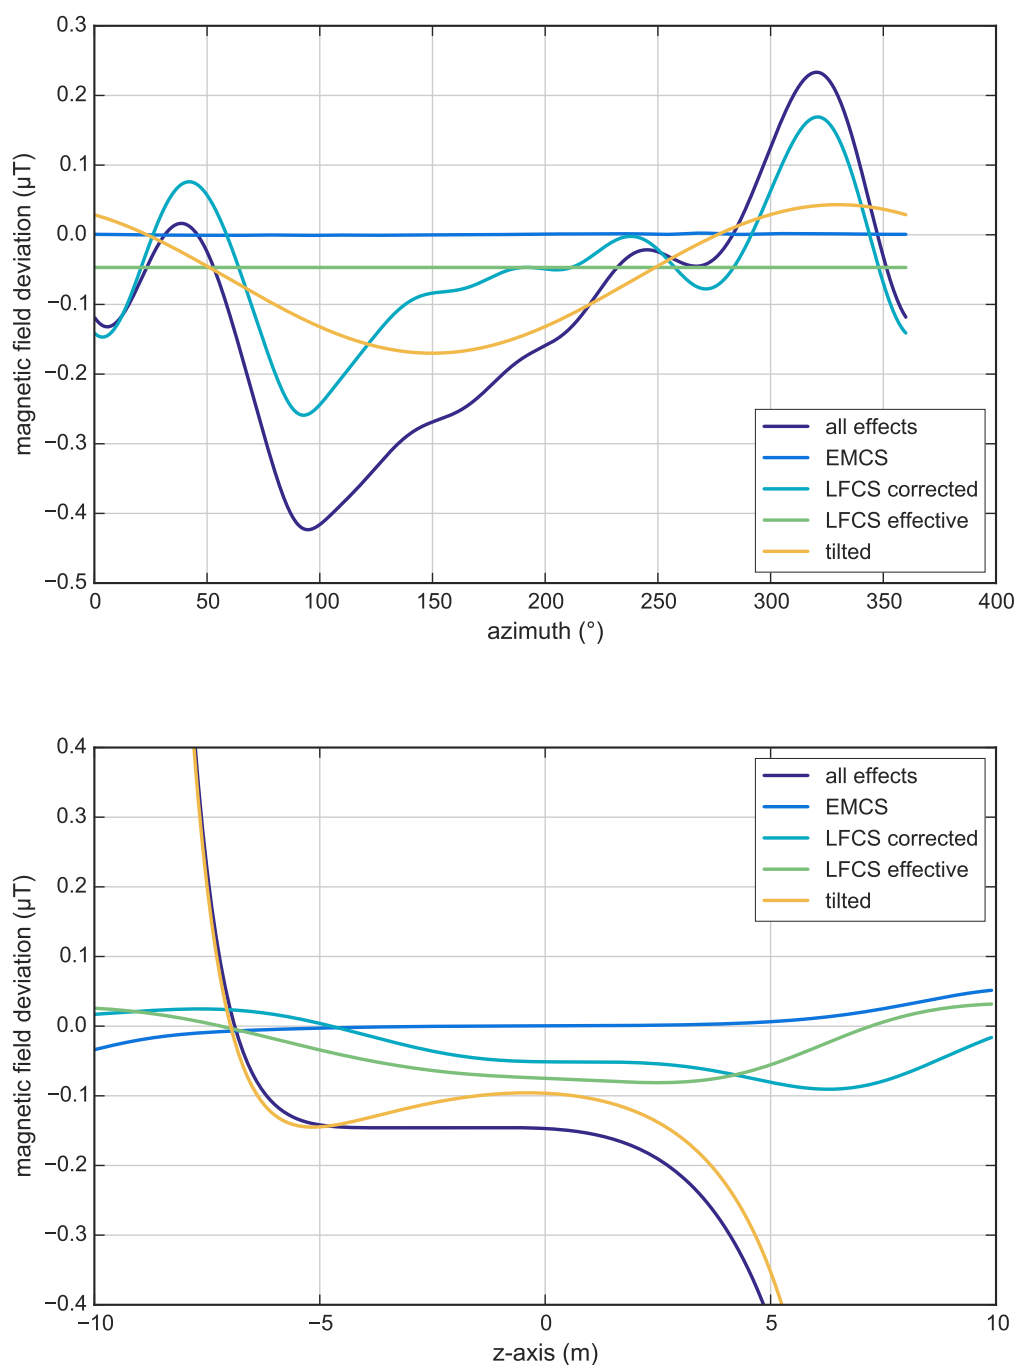 0.3
0.2
0.1
0.0
−0.1
−0.2
−0.3
−0.4
−0.5
magnetic field deviation (μT)
all effects
EMCS
LFCS corrected
LFCS effective
tilted
0 50 100 150 200 250 300 350 400
azimuth (°)
0.4
0.3
0.2
0.1
0.0
−0.1
−0.2
−0.3
−0.4
magnetic field deviation (μT)
all effects
EMCS
LFCS corrected
LFCS effective
tilted
−10 −5 0 5 10
z-axis (m)